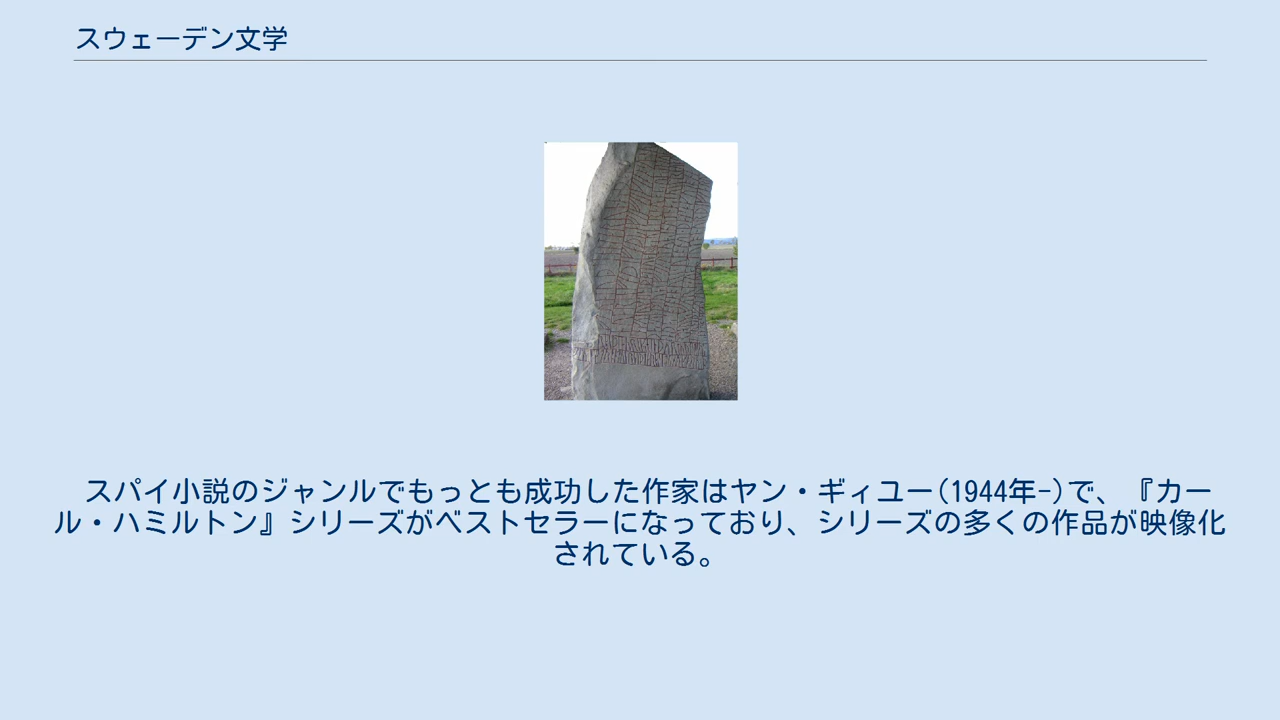 スウェーデン文学
スパイ小説のジャンルでもっとも成功した作家はヤン・ギィユー(1944年-)で、『カー
ル・ハミルトン』シリーズがベストセラーになっており、シリーズの多くの作品が映像化
されている。